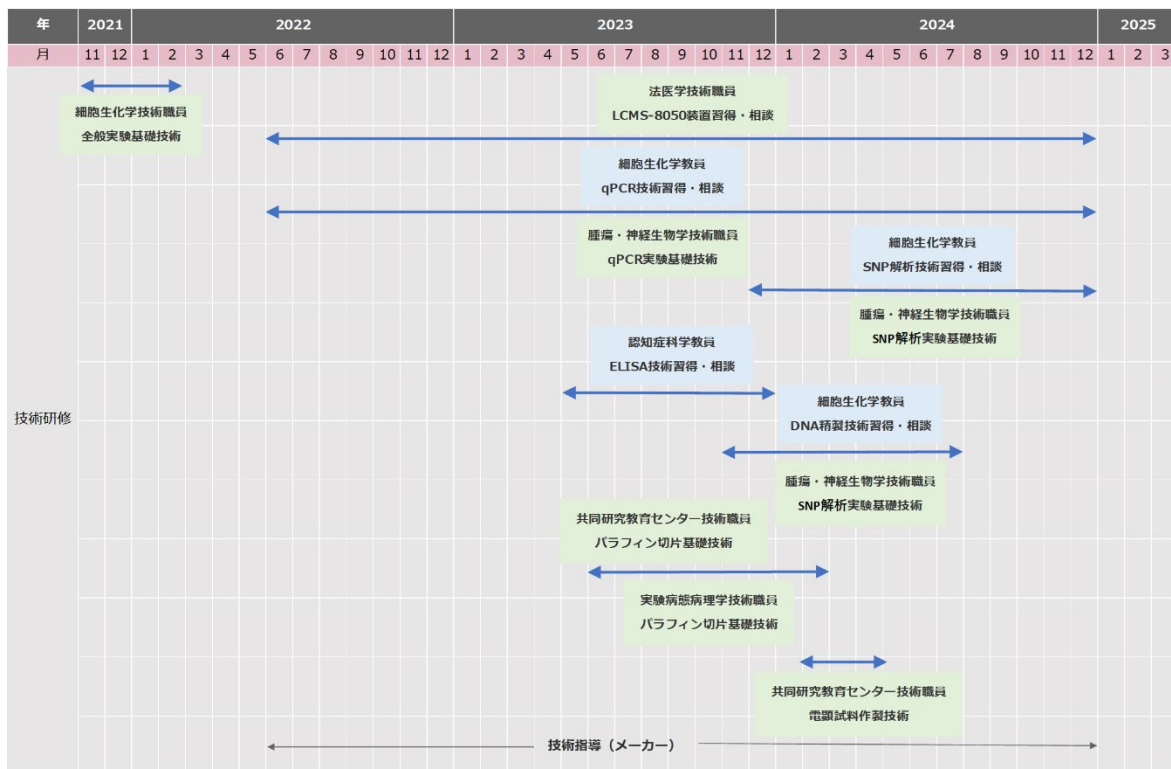 年 2021 2022 2023 2024 2025
月 11 12 1 2 3 4 5 6 7 8 9 10 11 12 1 2 3 4 5 6 7 8 9 10 11 12 1 2 3 4 5 6 7 8 9 10 11 12 1 2 3
細胞生化学技術職員
全般実験基礎技術
法医学技術職員
LCMS-8050装置習得・相談
細胞生化学教員
qPCR技術習得・相談
腫瘍・神経生物学技術職員
qPCR実験基礎技術
細胞生化学教員
SNP解析技術習得・相談
腫瘍・神経生物学技術職員
SNP解析実験基礎技術
認知症科学教員
ELISA技術習得・相談
技術研修
細胞生化学教員
DNA精製技術習得・相談
腫瘍・神経生物学技術職員
SNP解析実験基礎技術
共同研究教育センター技術職員
パラフィン切片基礎技術
実験病態病理学技術職員
パラフィン切片基礎技術
共同研究教育センター技術職員
電顕試料作製技術
技術指導（メーカー）